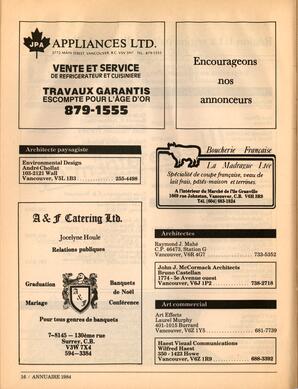 JPA
APPLIANCES LTD.
3772 MAIN STREET, VANCOUVER, B.C. V5V 3N7 TEL.: 879-1555
VENTE ET SERVICE
DE REFRIGERATEUR ET CUISINIERE
TRAVAUX GARANTIS
ESCOMPTE POUR L'ÂGE D'OR
879-1555
Encourageons
nos
annonceurs
Architecte paysagiste
Environmental Design
André Chollat
103-2121 Wall
Vancouver, V5L 1B3 255-4498
Boucherie Française
La Madrague Ltée
Spécialité de coupe française, veau de
lait frais, pâtés-maison et terrines.
A l'intérieur du Marché de l'Ile Granville
1669 rue Johnston, Vancouver, C.B. V6H 3R9
Tél. (604) 683-1624
A & F Catering Ltd.
Jocelyne Houle
Relations publiques
Graduation
Mariage
Banquets
de Noël
Conférence
Pour tous genres de banquets
7-8145 — 130ème rue
Surrey, C.B.
V3W 7X4
594-3384
Architectes
Raymond J. Mahé
C.P. 46473, Station G
Vancouver, V6R 4G7 733-5352
John J. McCormack Architects
Bruno Castellan
1774 - 5e Avenue ouest
Vancouver, V6J 1P2 738-2718
Art commercial
Art Effects
Laurel Murphy
401-1015 Burrard
Vancouver, V6Z 1Y5 681-7739
Haest Visual Communications
Wilfred Haest
350 - 1423 Howe
Vancouver, V6Z 1R9 688-3392
16 / ANNUAIRE 1984